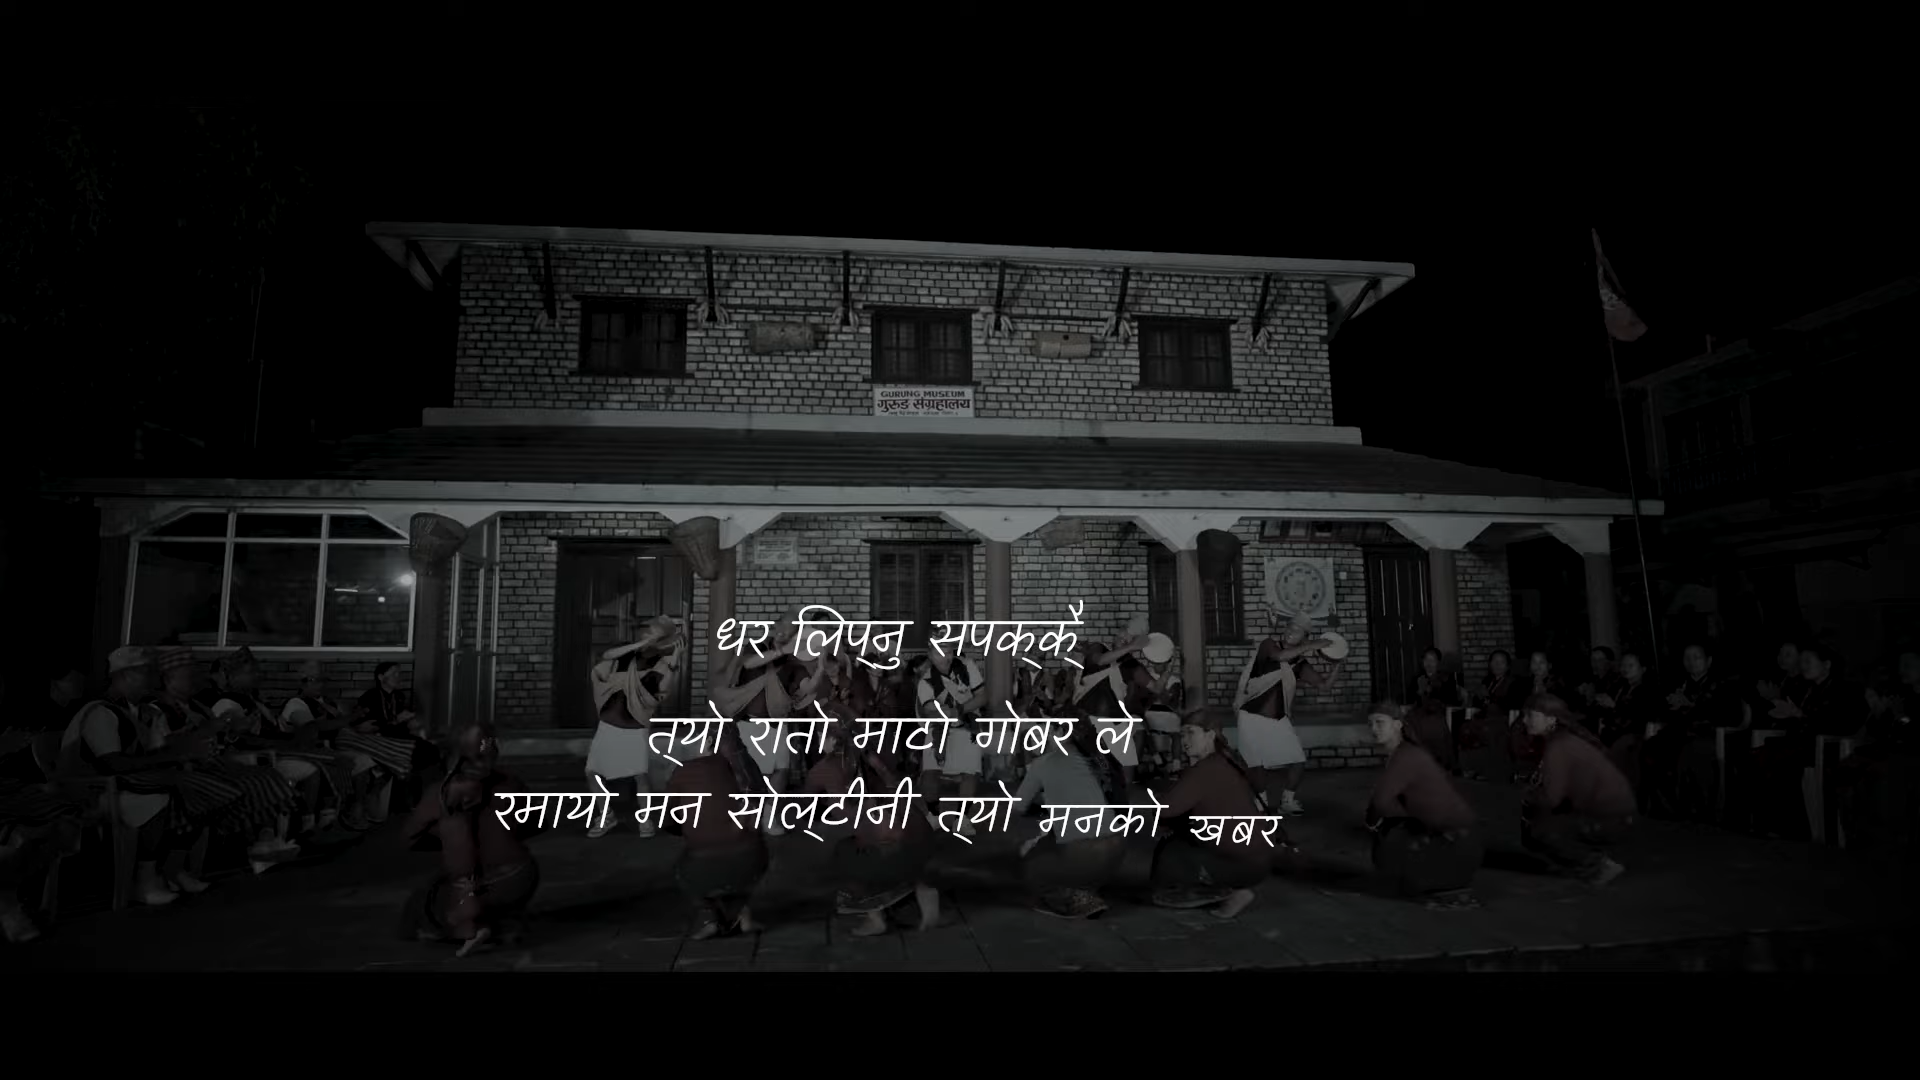 GURUNG MUSEUM
गुरुङ संग्रहालय
धर लिप्‌नु सपक्‌क्‌ै
त्‌यो रातो माटो गोबर ले
रमायो मन सोल्‌टीनी त्‌यो मनको खबर